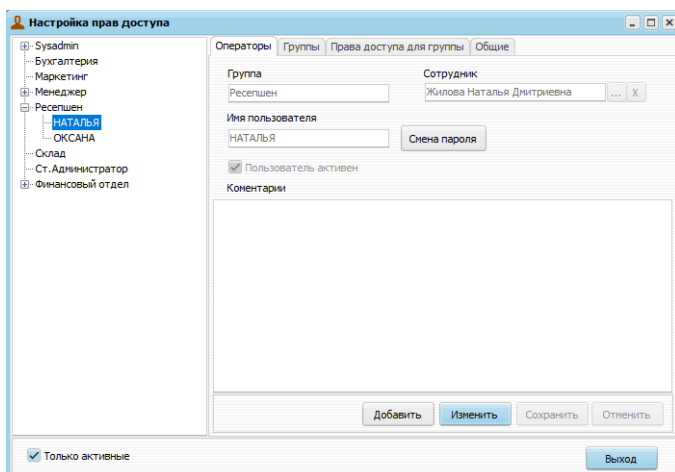 Настройка прав доступа
Sysadmin
Бухгалтерия
Маркетинг
Менеджер
Ресепшен
НАТАЛЬЯ
ОКСАНА
Склад
Ст.Администратор
Финансовый отдел
Операторы Группы Права доступа для группы Общие
Группа Сотрудник
Ресепшен Жилова Наталья Дмитриевна ... X
Имя пользователя
НАТАЛЬЯ Смена пароля
Пользователь активен
Коментарии
Добавить Изменить Сохранить Отменить
Только активные Выход